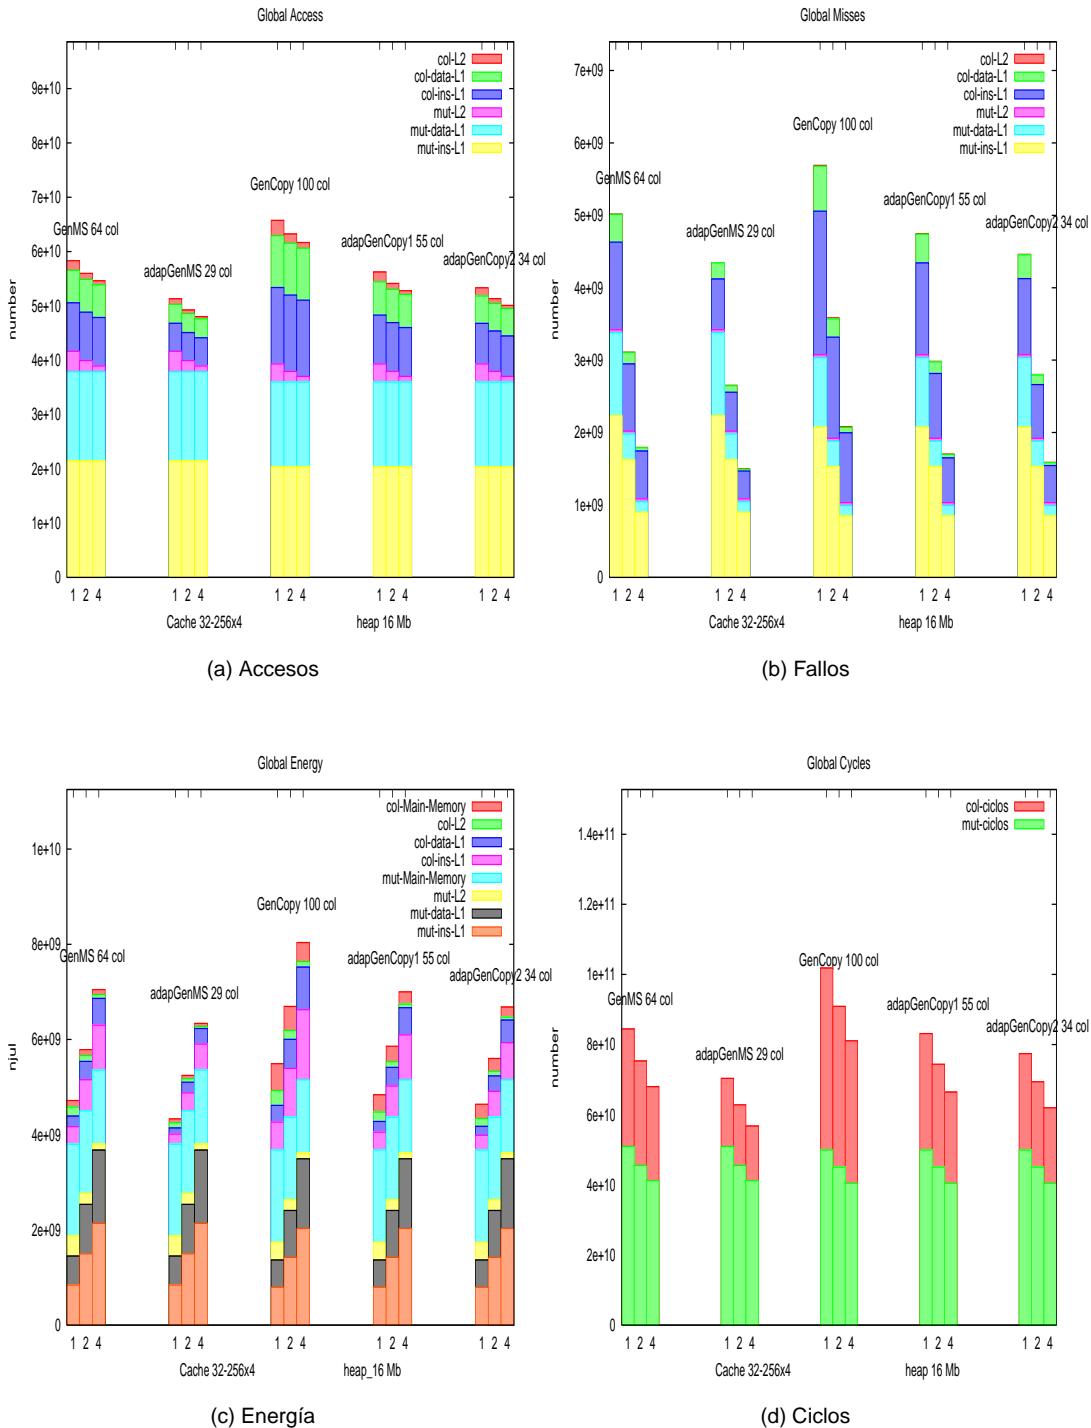 Global Access
9e+10
8e+10
7e+10
6e+10
5e+10
4e+10
3e+10
2e+10
1e+10
0
number
col-L2
col-data-L1
col-ins-L1
mut-L2
mut-data-L1
mut-ins-L1
GenMS 64 col
adapGenMS 29 col
GenCopy 100 col
adapGenCopy1 55 col
adapGenCopy2 34 col
1 2 4 1 2 4 1 2 4 1 2 4 1 2 4
Cache 32-256x4 heap 16 Mb
(a) Accesos
Global Misses
7e+09
6e+09
5e+09
4e+09
3e+09
2e+09
1e+09
0
number
col-L2
col-data-L1
col-ins-L1
mut-L2
mut-data-L1
mut-ins-L1
GenMS 64 col
adapGenMS 29 col
GenCopy 100 col
adapGenCopy1 55 col
adapGenCopy2 34 col
1 2 4 1 2 4 1 2 4 1 2 4 1 2 4
Cache 32-256x4 heap 16 Mb
(b) Fallos
Global Energy
1e+10
8e+09
6e+09
4e+09
2e+09
0
njul
col-Main-Memory
col-L2
col-data-L1
col-ins-L1
mut-Main-Memory
mut-L2
mut-data-L1
mut-ins-L1
GenMS 64 col
adapGenMS 29 col
GenCopy 100 col
adapGenCopy1 55 col
adapGenCopy2 34 col
1 2 4 1 2 4 1 2 4 1 2 4 1 2 4
Cache 32-256x4 heap_16 Mb
(c) Energía
Global Cycles
1.4e+11
1.2e+11
1e+11
8e+10
6e+10
4e+10
2e+10
0
number
col-ciclos
mut-ciclos
GenMS 64 col
adapGenMS 29 col
GenCopy 100 col
adapGenCopy1 55 col
adapGenCopy2 34 col
1 2 4 1 2 4 1 2 4 1 2 4 1 2 4
Cache 32-256x4 heap 16 Mb
(d) Ciclos